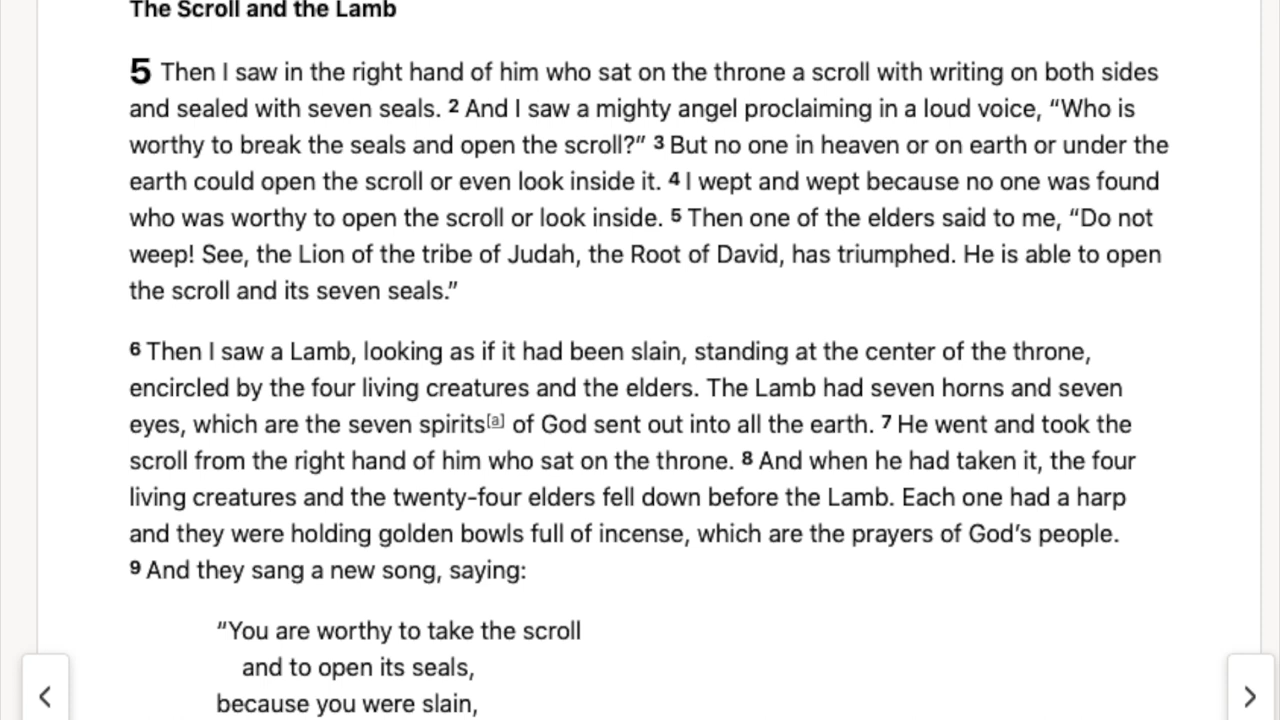 The Scroll and the Lamb
5 Then I saw in the right hand of him who sat on the throne a scroll with writing on both sides
and sealed with seven seals. 2 And I saw a mighty angel proclaiming in a loud voice, “Who is
worthy to break the seals and open the scroll?” 3 But no one in heaven or on earth or under the
earth could open the scroll or even look inside it. 4 I wept and wept because no one was found
who was worthy to open the scroll or look inside. 5 Then one of the elders said to me, “Do not
weep! See, the Lion of the tribe of Judah, the Root of David, has triumphed. He is able to open
the scroll and its seven seals.”
6 Then I saw a Lamb, looking as if it had been slain, standing at the center of the throne,
encircled by the four living creatures and the elders. The Lamb had seven horns and seven
eyes, which are the seven spirits[a] of God sent out into all the earth. 7 He went and took the
scroll from the right hand of him who sat on the throne. 8 And when he had taken it, the four
living creatures and the twenty-four elders fell down before the Lamb. Each one had a harp
and they were holding golden bowls full of incense, which are the prayers of God’s people.
9 And they sang a new song, saying:
“You are worthy to take the scroll
and to open its seals,
because you were slain,